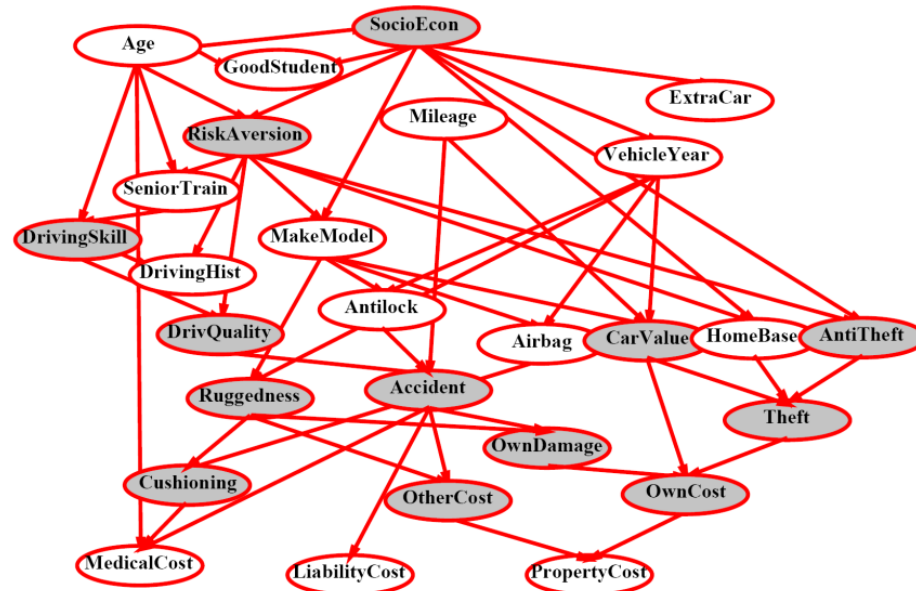 SocioEcon
Age
GoodStudent
ExtraCar
Mileage
RiskAversion
VehicleYear
SeniorTrain
DrivingSkill
MakeModel
DrivingHist
Antilock
DrivQuality
Airbag
CarValue
HomeBase
AntiTheft
Ruggedness
Accident
Theft
OwnDamage
Cushioning
OtherCost
OwnCost
MedicalCost
LiabilityCost
PropertyCost